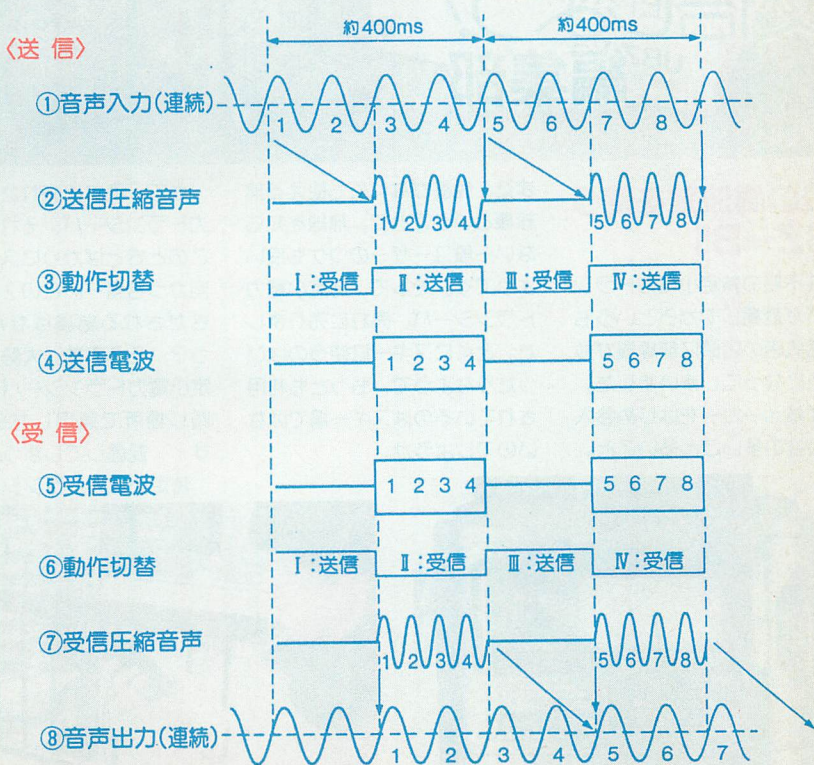 約400ms 約400ms
〈送 信〉
①音声入力(連続)
1 2 3 4 5 6 7 8
②送信圧縮音声
1 2 3 4 5 6 7 8
③動作切替
Ⅰ:受信 Ⅱ:送信 Ⅲ:受信 Ⅳ:送信
④送信電波
1 2 3 4 5 6 7 8
〈受 信〉
⑤受信電波
1 2 3 4 5 6 7 8
⑥動作切替
Ⅰ:送信 Ⅱ:受信 Ⅲ:送信 Ⅳ:受信
⑦受信圧縮音声
1 2 3 4 5 6 7 8
⑧音声出力(連続)
1 2 3 4 5 6 7